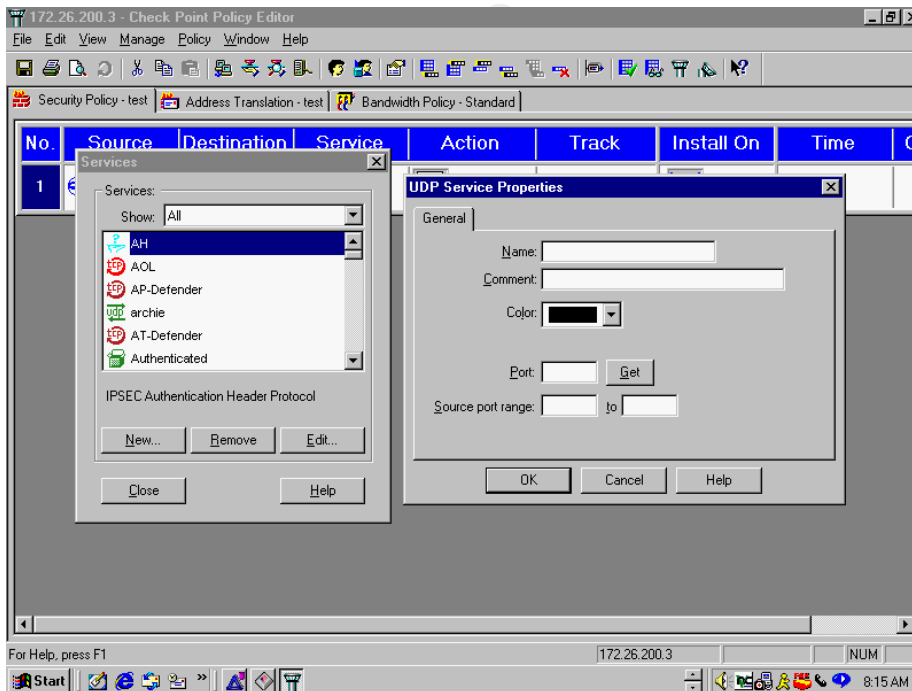 172.26.200.3 - Check Point Policy Editor
File Edit View Manage Policy Window Help
Security Policy - test
Address Translation - test
Bandwidth Policy - Standard
No. Source Destination Service Action Track Install On Time
1
Services
Services:
Show: All
AH
AOL
AP-Defender
archie
AT-Defender
Authenticated
IPSEC Authentication Header Protocol
New... Remove Edit...
Close Help
UDP Service Properties
General
Name:
Comment:
Color:
Port: Get
Source port range: to
OK Cancel Help
For Help, press F1
172.26.200.3
NUM
Start
»
8:15 AM